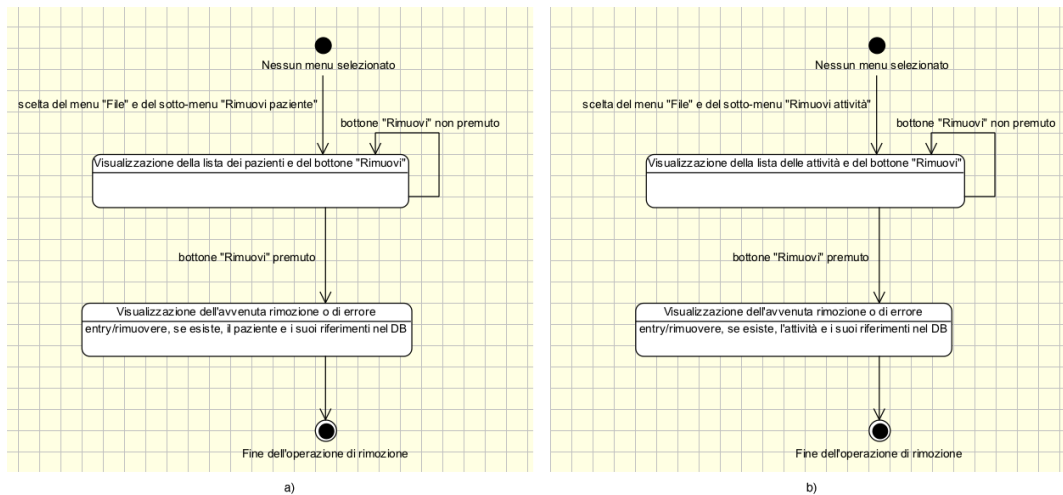 Nessun menu selezionato
scelta del menu "File" e del sotto-menu "Rimuovi paziente"
bottone "Rimuovi" non premuto
Visualizzazione della lista dei pazienti e del bottone "Rimuovi"
bottone "Rimuovi" premuto
Visualizzazione dell'avvenuta rimozione o di errore
entry/rimuovere, se esiste, il paziente e i suoi riferimenti nel DB
Fine dell'operazione di rimozione
a)
Nessun menu selezionato
scelta del menu "File" e del sotto-menu "Rimuovi attività"
bottone "Rimuovi" non premuto
Visualizzazione della lista delle attività e del bottone "Rimuovi"
bottone "Rimuovi" premuto
Visualizzazione dell'avvenuta rimozione o di errore
entry/rimuovere, se esiste, l'attività e i suoi riferimenti nel DB
Fine dell'operazione di rimozione
b)